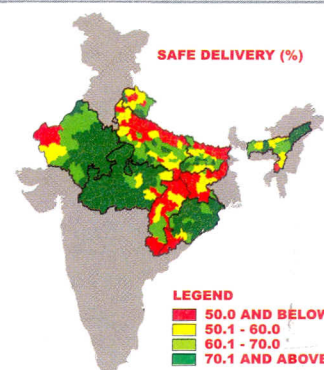 SAFE DELIVERY (%)
LEGEND
50.0 AND BELOW
50.1 - 60.0
60.1 - 70.0
70.1 AND ABOVE